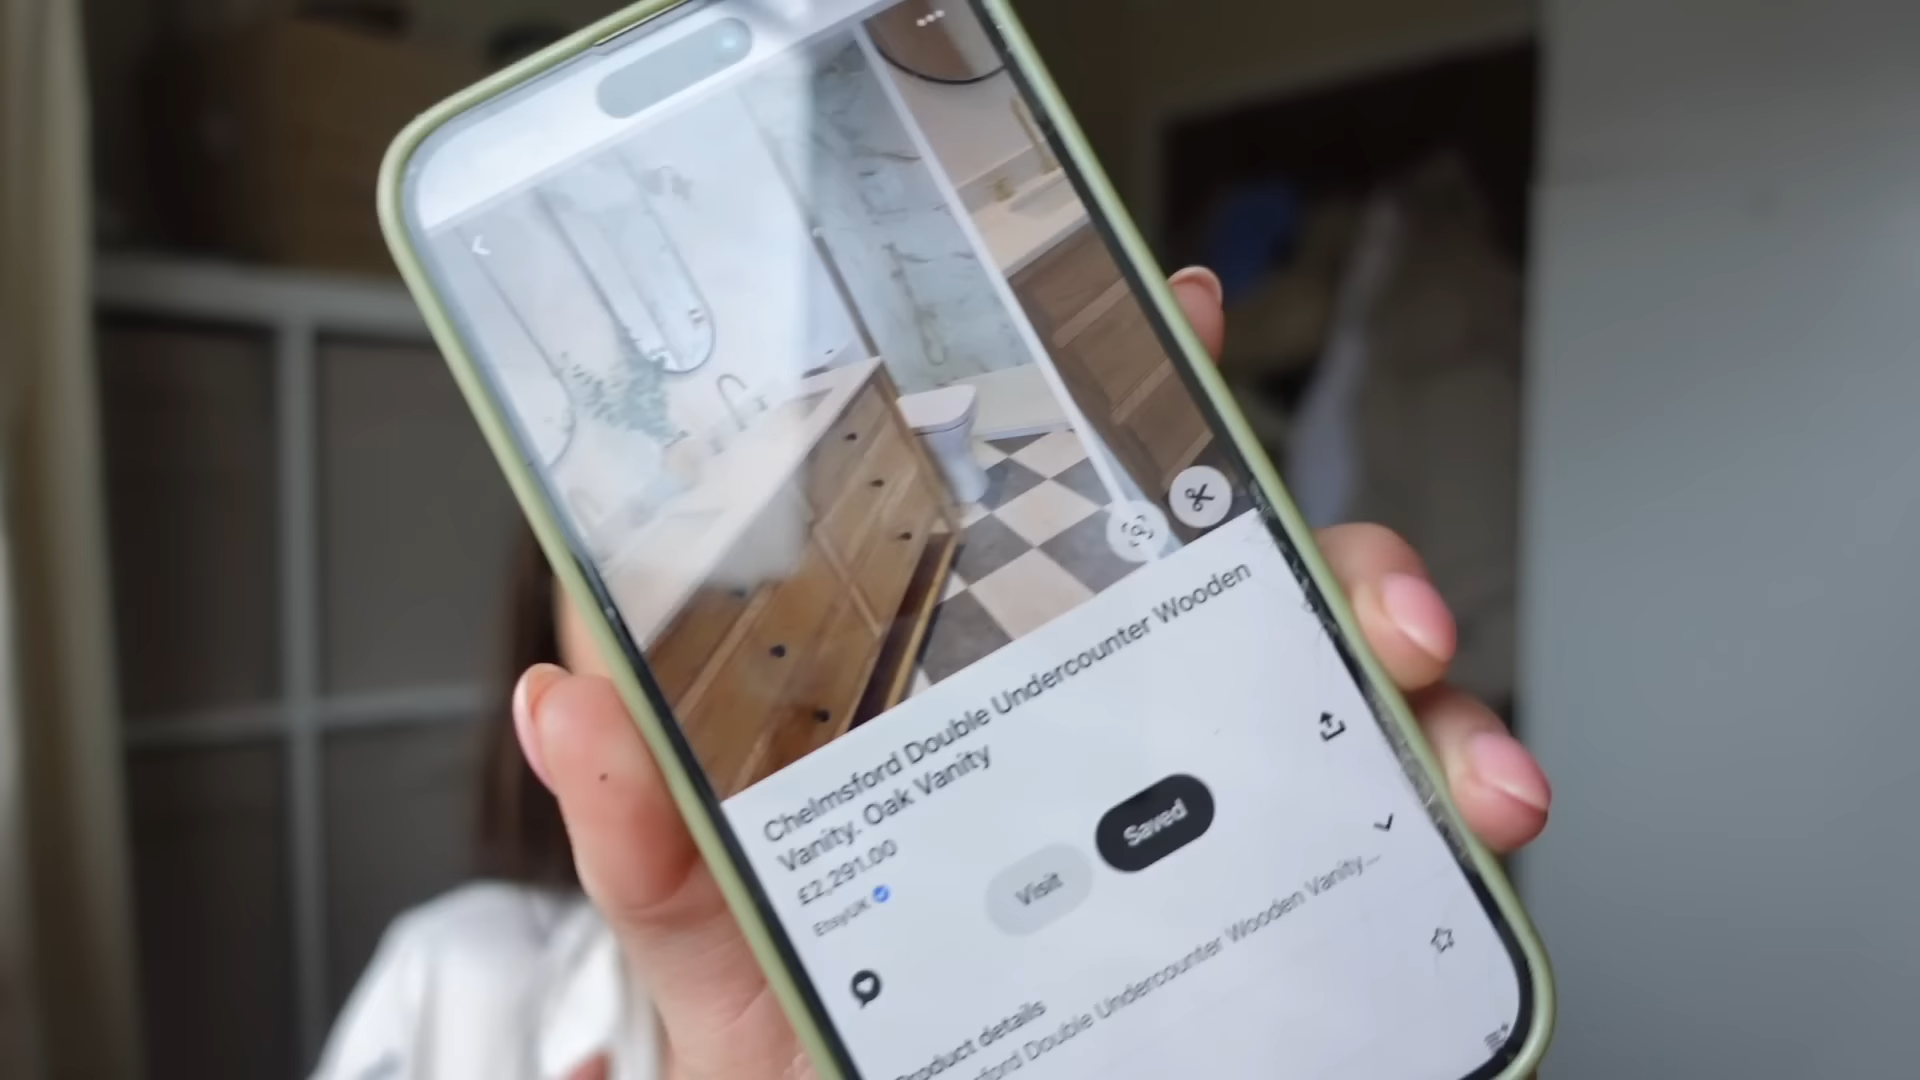 Chelmsford Double Undercounter Wooden
Vanity. Oak Vanity
£2,291.00
EtsyUK
Visit
Saved
Product details
sford Double Undercounter Wooden Vanity...